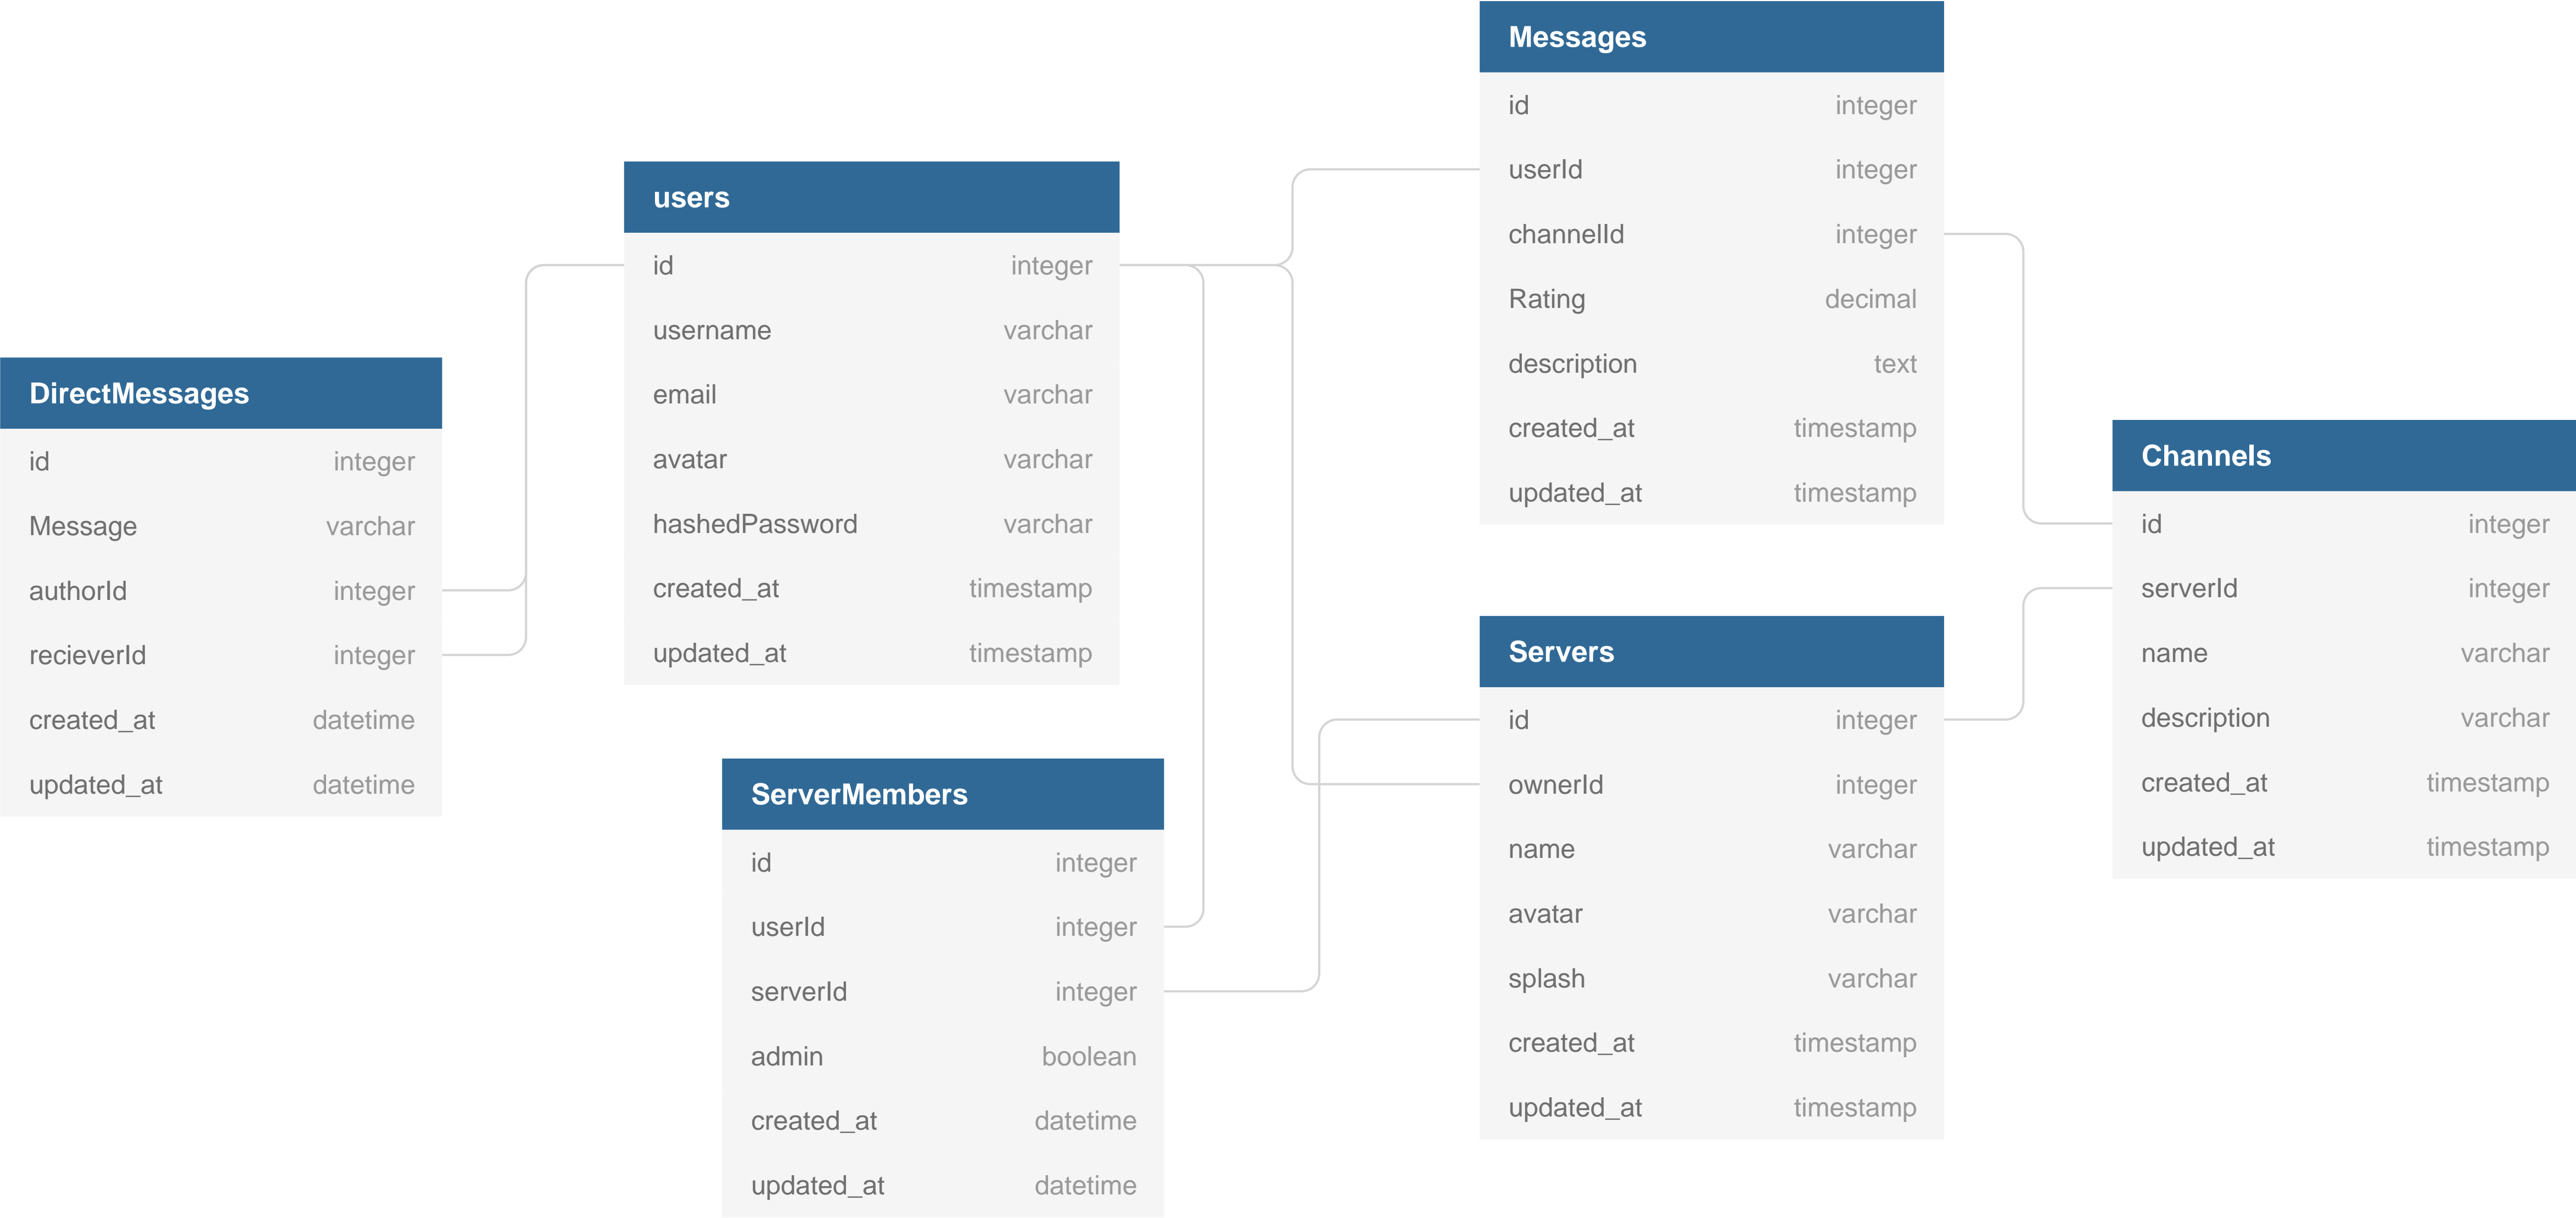 DirectMessages
id integer
Message varchar
authorId integer
recieverId integer
created_at datetime
updated_at datetime
users
id integer
username varchar
email varchar
avatar varchar
hashedPassword varchar
created_at timestamp
updated_at timestamp
ServerMembers
id integer
userId integer
serverId integer
admin boolean
created_at datetime
updated_at datetime
Messages
id integer
userId integer
channelId integer
Rating decimal
description text
created_at timestamp
updated_at timestamp
Servers
id integer
ownerId integer
name varchar
avatar varchar
splash varchar
created_at timestamp
updated_at timestamp
Channels
id integer
serverId integer
name varchar
description varchar
created_at timestamp
updated_at timestamp